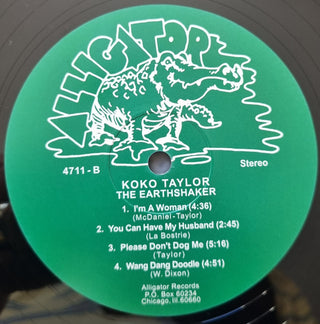 ALLIGATOR
4711 - B
Stereo
KOKO TAYLOR
THE EARTHSHAKER
1. I'm A Woman (4:36)
(McDaniel-Taylor)
2. You Can Have My Husband (2:45)
(La Bostrie)
3. Please Don't Dog Me (5:16)
(Taylor)
4. Wang Dang Doodle (4:51)
(W. Dixon)
Alligator Records
P.O. Box 60234
Chicago, Ill. 60660